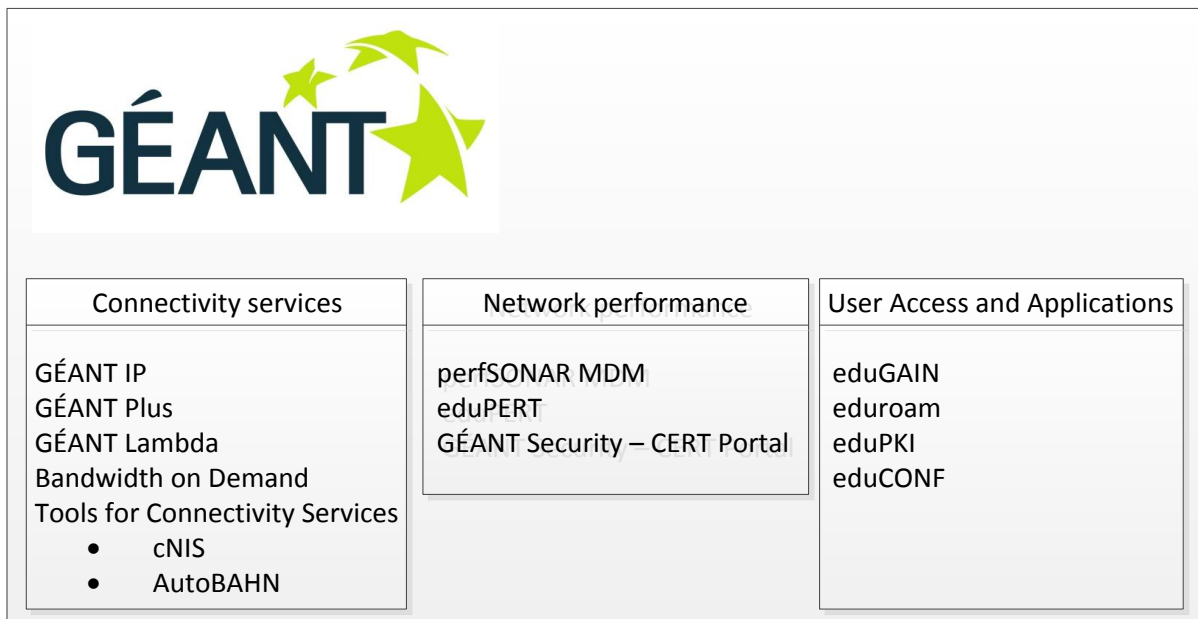 GÉANT
Connectivity services
GÉANT IP
GÉANT Plus
GÉANT Lambda
Bandwidth on Demand
Tools for Connectivity Services
• cNIS
• AutoBAHN
Network performance
perfSONAR MDM
eduPERT
GÉANT Security – CERT Portal
User Access and Applications
eduGAIN
eduroam
eduPKI
eduCONF